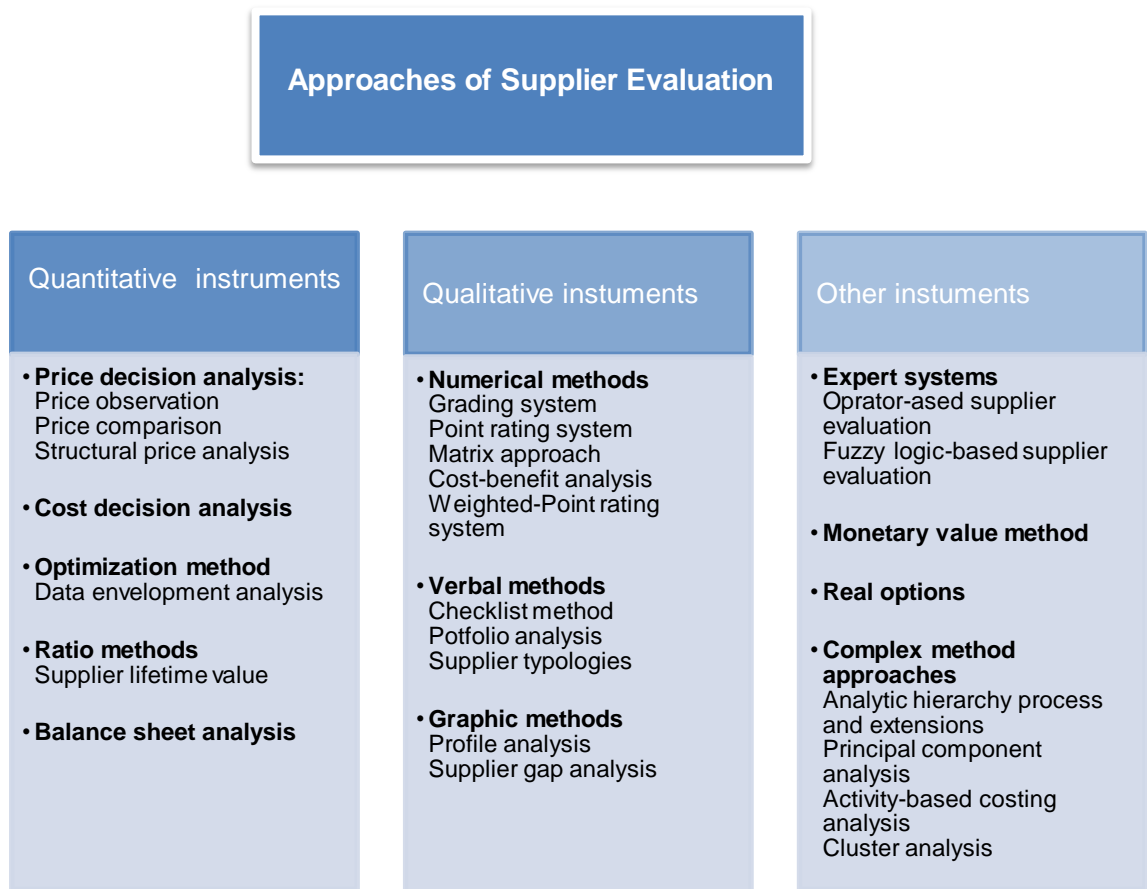 Approaches of Supplier Evaluation
Quantitative instruments
• Price decision analysis:
Price observation
Price comparison
Structural price analysis
• Cost decision analysis
• Optimization method
Data envelopment analysis
• Ratio methods
Supplier lifetime value
• Balance sheet analysis
Qualitative instuments
• Numerical methods
Grading system
Point rating system
Matrix approach
Cost-benefit analysis
Weighted-Point rating
system
• Verbal methods
Checklist method
Potfolio analysis
Supplier typologies
• Graphic methods
Profile analysis
Supplier gap analysis
Other instuments
• Expert systems
Oprator-ased supplier
evaluation
Fuzzy logic-based supplier
evaluation
• Monetary value method
• Real options
• Complex method
approaches
Analytic hierarchy process
and extensions
Principal component
analysis
Activity-based costing
analysis
Cluster analysis